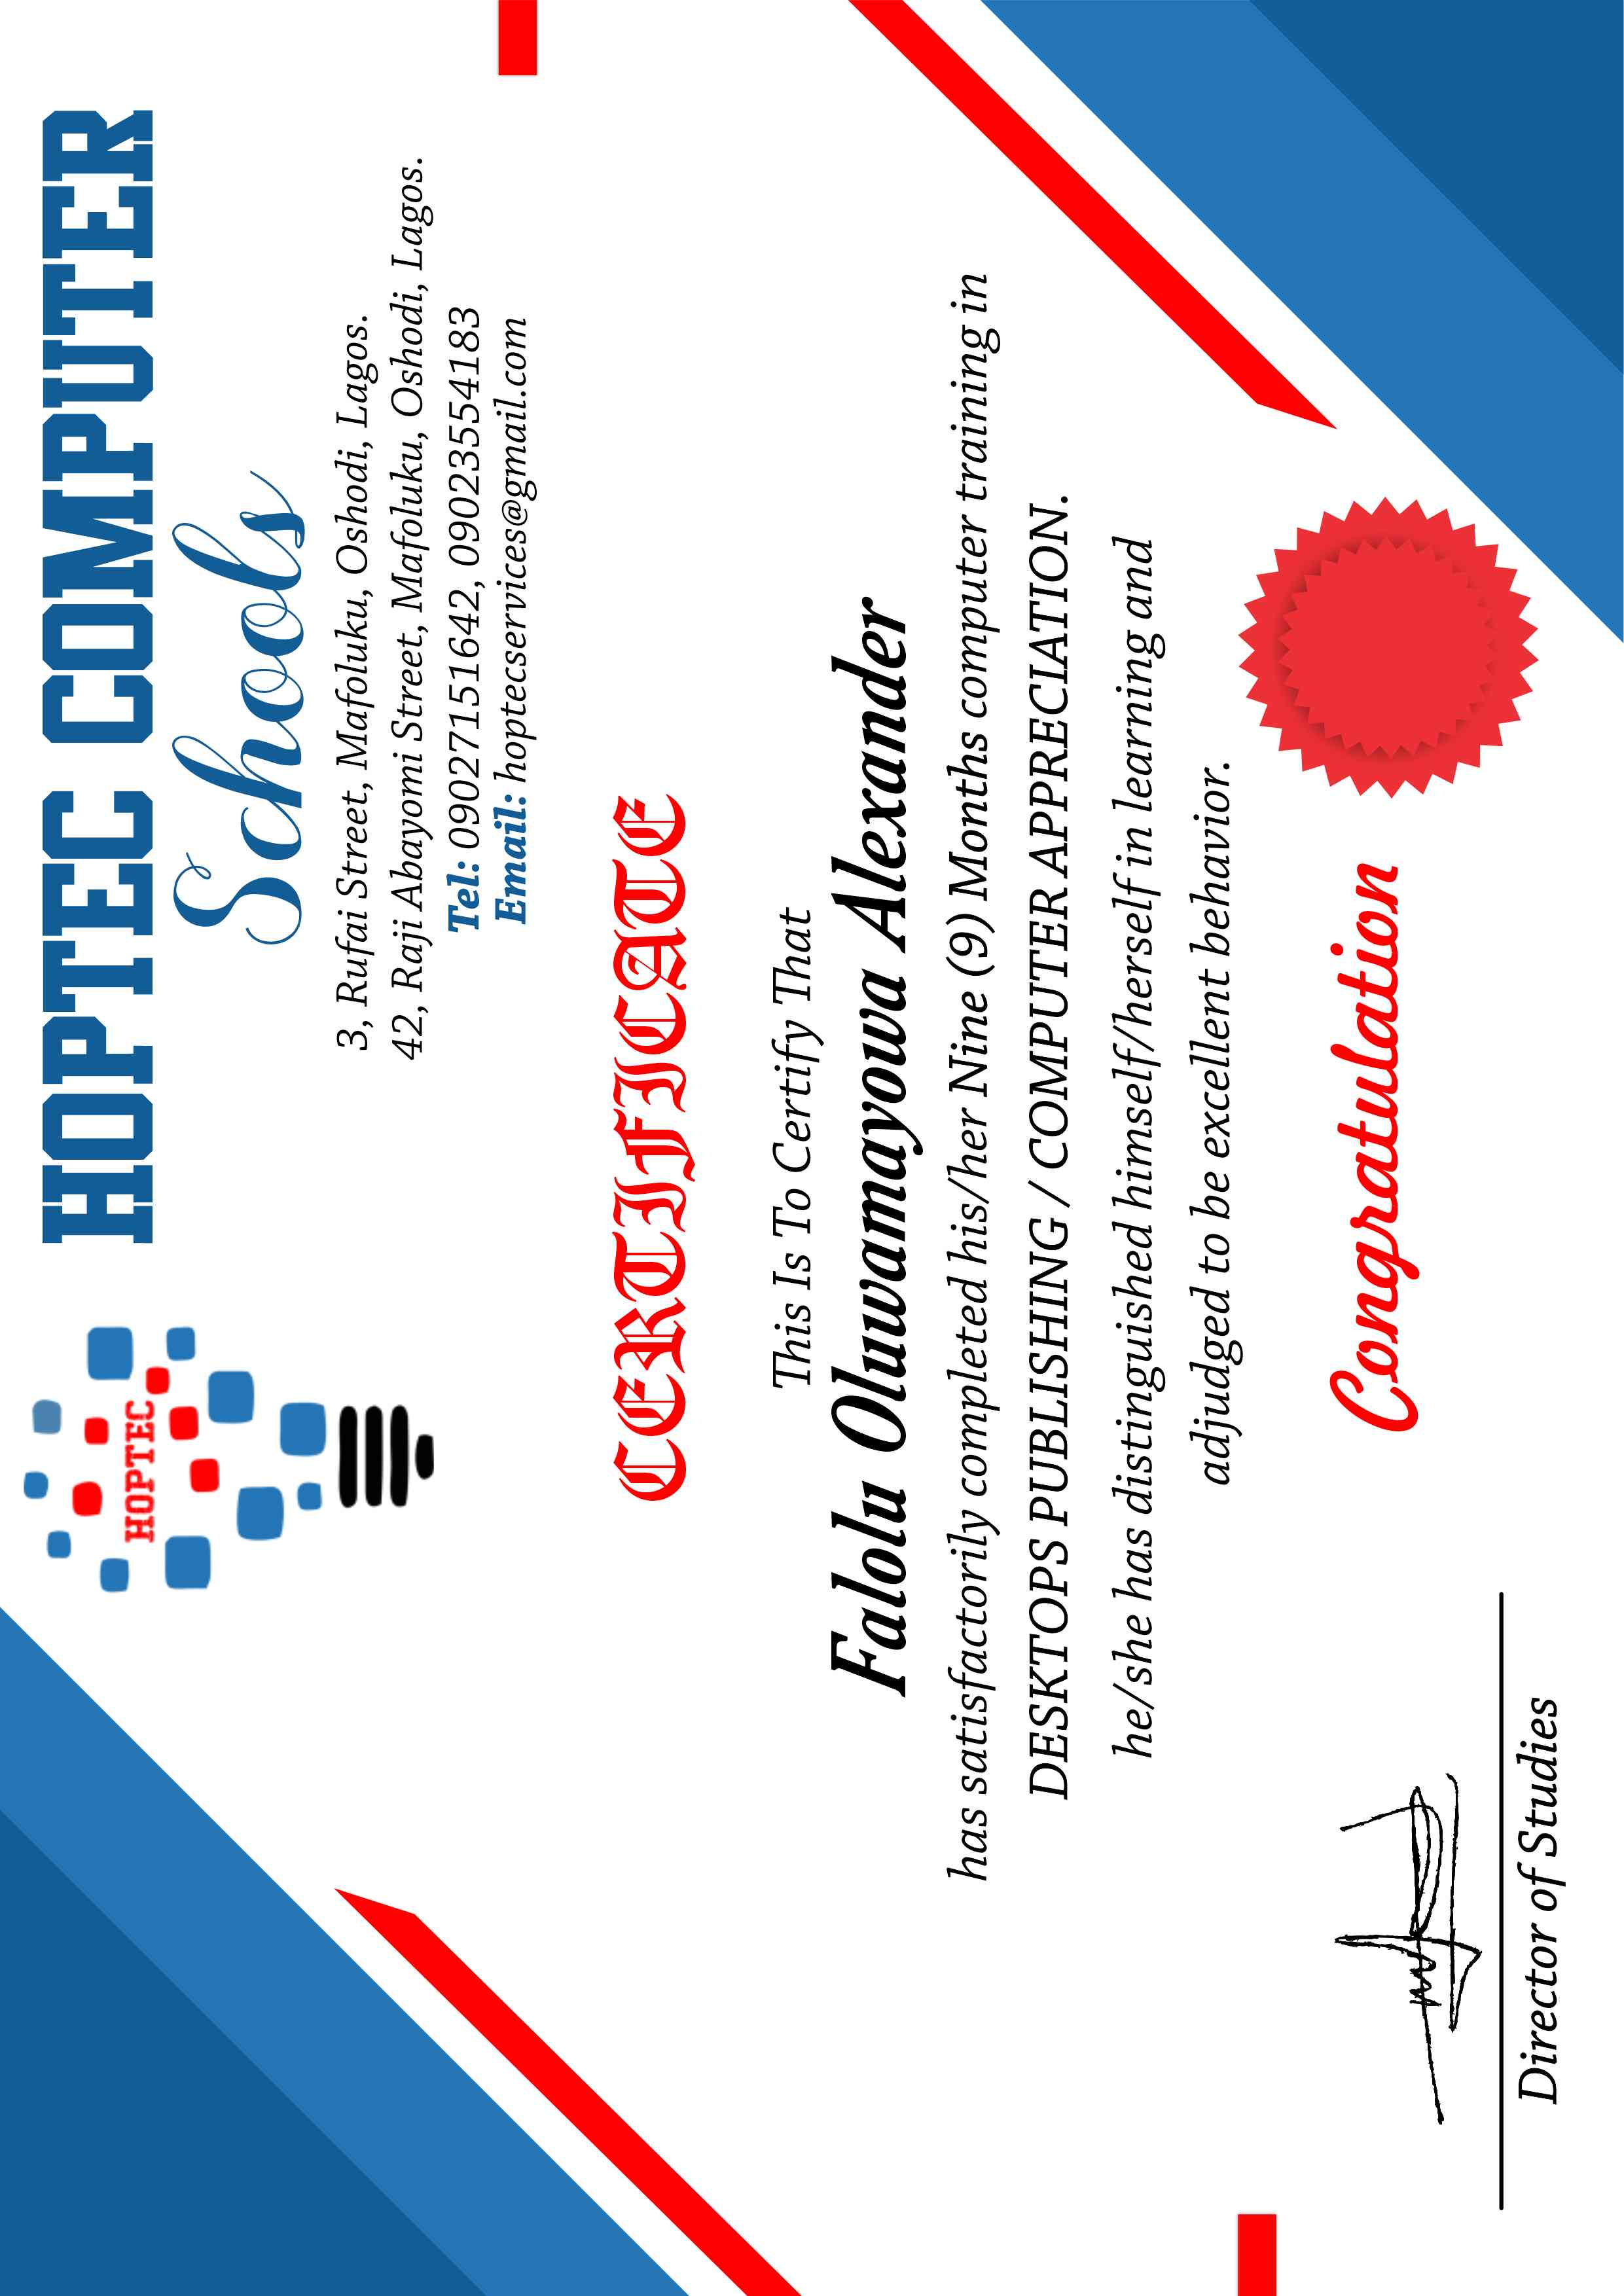 HOPTEC
HOPTEC COMPUTER
Schools
3, Rufai Street, Mafoluku, Oshodi, Lagos.
42, Raji Abayomi Street, Mafoluku, Oshodi, Lagos.
Tel: 09027151642, 09023554183
Email: hoptecservices@gmail.com
CERTIFICATE
This Is To Certify That
Falolu Oluwamayowa Alexander
has satisfactorily completed his/her Nine (9) Months computer training in
DESKTOPS PUBLISHING / COMPUTER APPRECIATION.
he/she has distinguished himself/herself in learning and
adjudged to be excellent behavior.
Congratulation
Director of Studies